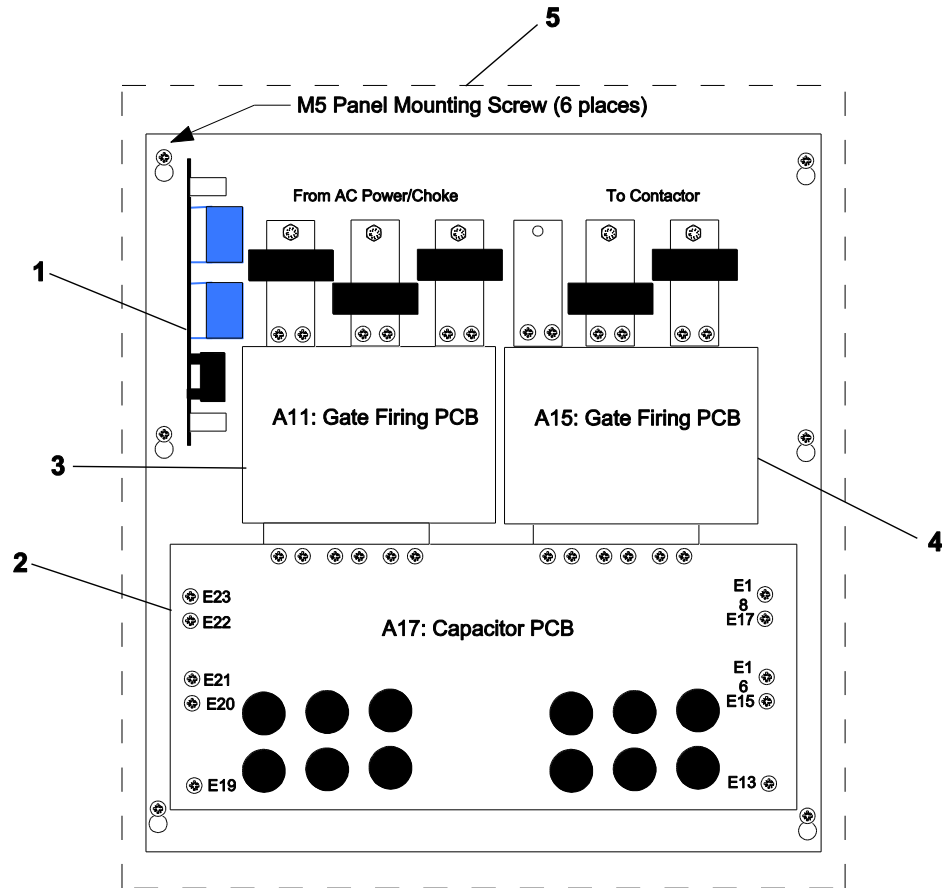 5
M5 Panel Mounting Screw (6 places)
From AC Power/Choke
To Contactor
1
A11: Gate Firing PCB
A15: Gate Firing PCB
3
4
2
E23
E22
E1
8
E17
A17: Capacitor PCB
E21
E20
E1
6
E15
E19
E13